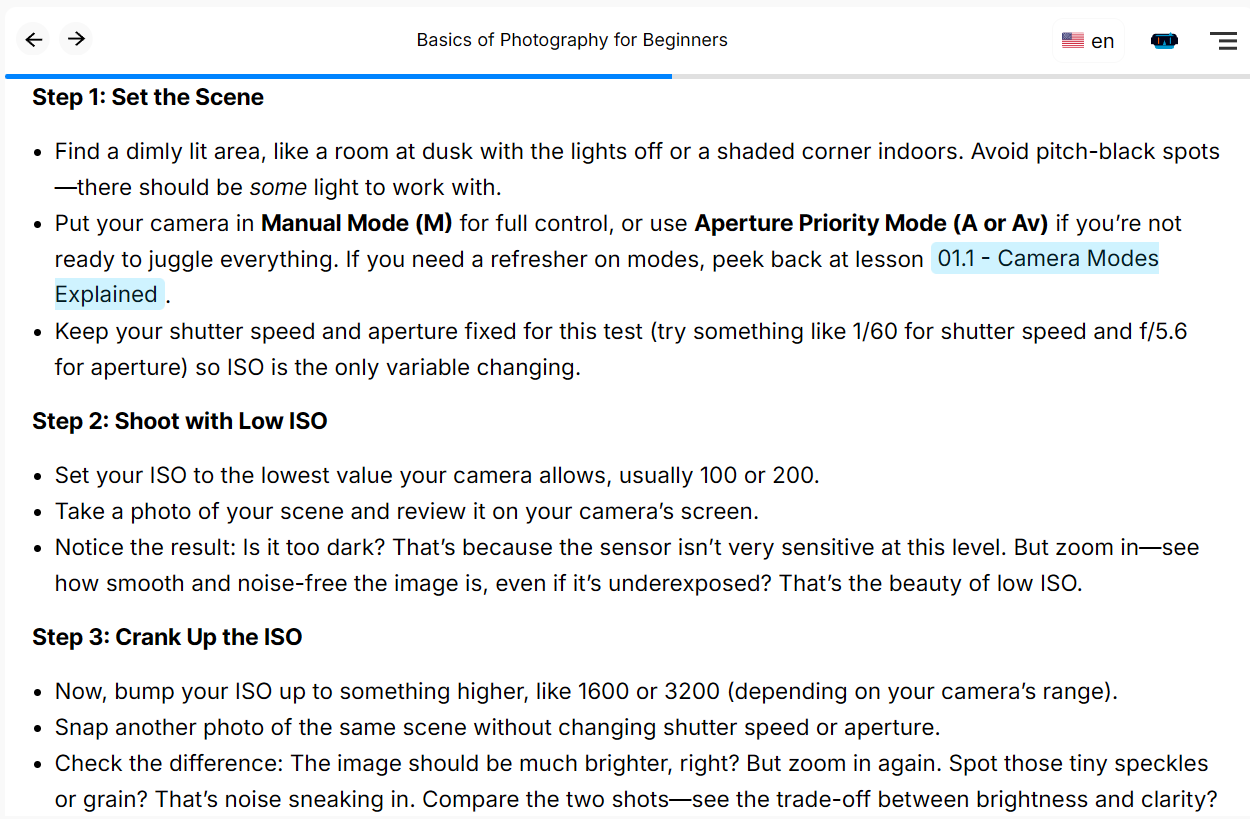 Basics of Photography for Beginners
en
Step 1: Set the Scene
• Find a dimly lit area, like a room at dusk with the lights off or a shaded corner indoors. Avoid pitch-black spots
—there should be some light to work with.
• Put your camera in Manual Mode (M) for full control, or use Aperture Priority Mode (A or Av) if you’re not
ready to juggle everything. If you need a refresher on modes, peek back at lesson 01.1 - Camera Modes
Explained .
• Keep your shutter speed and aperture fixed for this test (try something like 1/60 for shutter speed and f/5.6
for aperture) so ISO is the only variable changing.
Step 2: Shoot with Low ISO
• Set your ISO to the lowest value your camera allows, usually 100 or 200.
• Take a photo of your scene and review it on your camera’s screen.
• Notice the result: Is it too dark? That’s because the sensor isn’t very sensitive at this level. But zoom in—see
how smooth and noise-free the image is, even if it’s underexposed? That’s the beauty of low ISO.
Step 3: Crank Up the ISO
• Now, bump your ISO up to something higher, like 1600 or 3200 (depending on your camera’s range).
• Snap another photo of the same scene without changing shutter speed or aperture.
• Check the difference: The image should be much brighter, right? But zoom in again. Spot those tiny speckles
or grain? That’s noise sneaking in. Compare the two shots—see the trade-off between brightness and clarity?